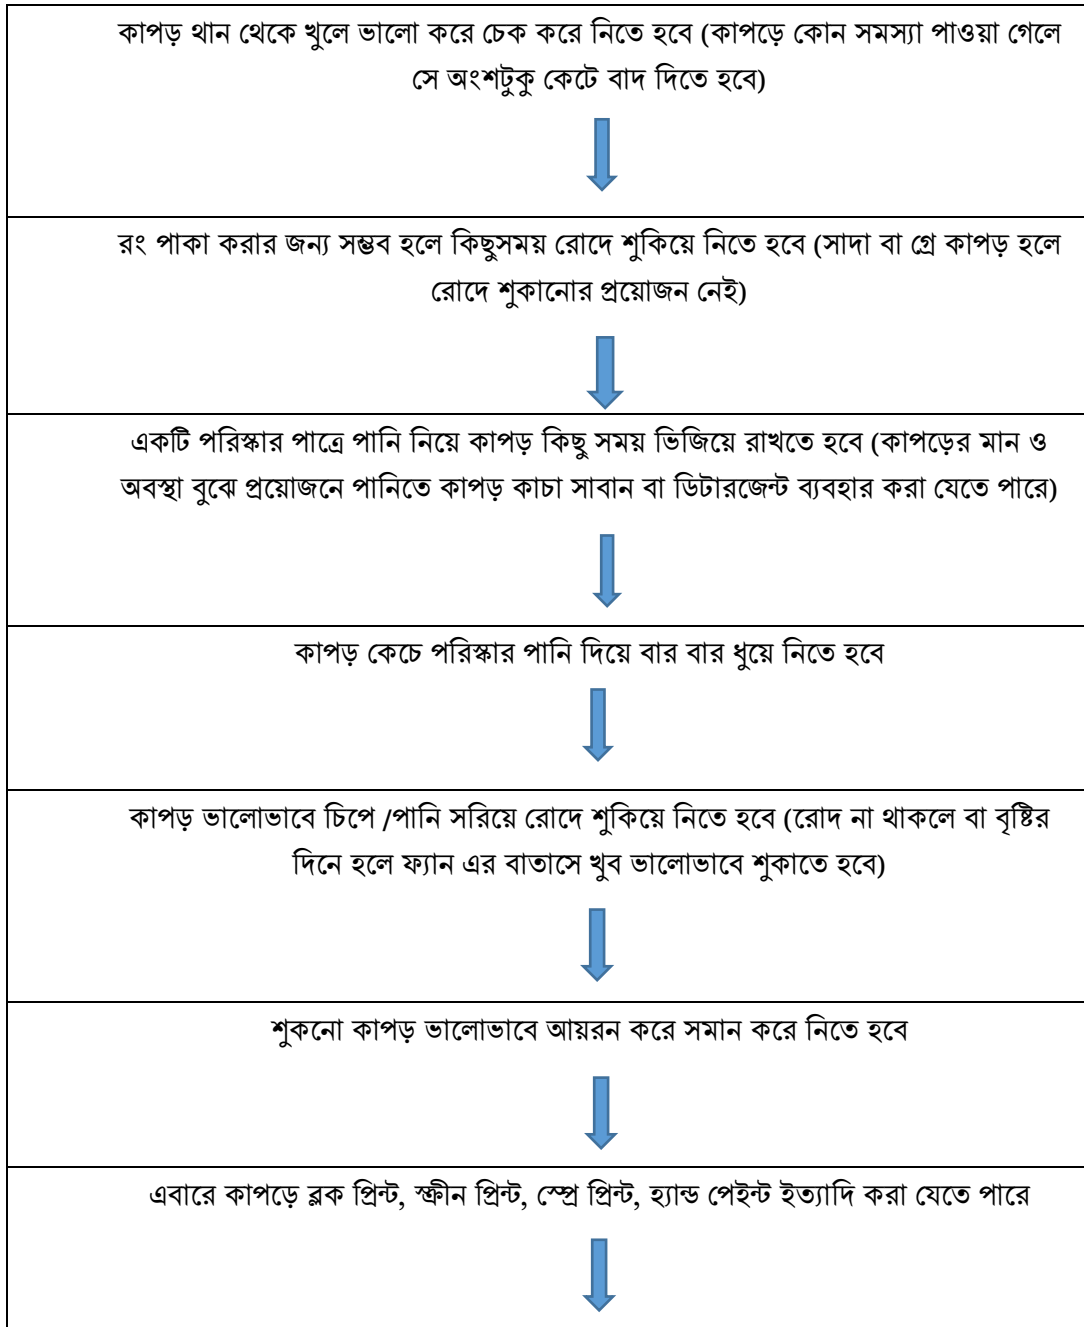 কাপড় থান থেকে খুলে ভালো করে চেক করে নিতে হবে (কাপড়ে কোন সমস্যা পাওয়া গেলে
সে অংশটুকু কেটে বাদ দিতে হবে)
রং পাকা করার জন্য সম্ভব হলে কিছুসময় রোদে শুকিয়ে নিতে হবে (সাদা বা গ্রে কাপড় হলে
রোদে শুকানোর প্রয়োজন নেই)
একটি পরিস্কার পাত্রে পানি নিয়ে কাপড় কিছু সময় ভিজিয়ে রাখতে হবে (কাপড়ের মান ও
অবস্থা বুঝে প্রয়োজনে পানিতে কাপড় কাচা সাবান বা ডিটারজেন্ট ব্যবহার করা যেতে পারে)
কাপড় কেচে পরিস্কার পানি দিয়ে বার বার ধুয়ে নিতে হবে
কাপড় ভালোভাবে চিপে /পানি সরিয়ে রোদে শুকিয়ে নিতে হবে (রোদ না থাকলে বা বৃষ্টির
দিনে হলে ফ্যান এর বাতাসে খুব ভালোভাবে শুকাতে হবে)
শুকনো কাপড় ভালোভাবে আয়রন করে সমান করে নিতে হবে
এবারে কাপড়ে ব্লক প্রিন্ট, স্ক্রীন প্রিন্ট, স্প্রে প্রিন্ট, হ্যান্ড পেইন্ট ইত্যাদি করা যেতে পারে